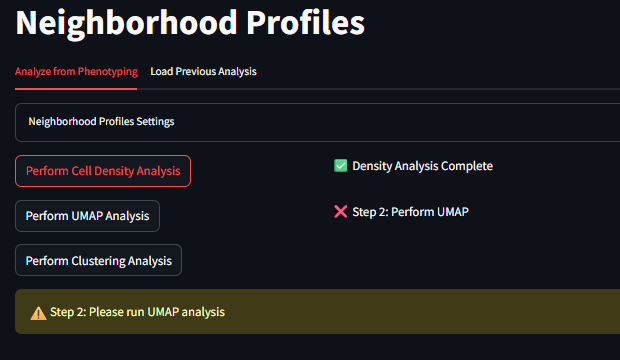 Neighborhood Profiles
Analyze from Phenotyping Load Previous Analysis
Neighborhood Profiles Settings
Perform Cell Density Analysis
✅ Density Analysis Complete
Perform UMAP Analysis
❌ Step 2: Perform UMAP
Perform Clustering Analysis
⚠️ Step 2: Please run UMAP analysis